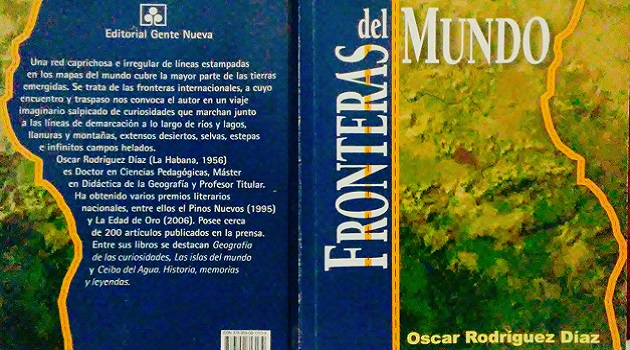 Editorial Gente Nueva
Una red caprichosa e irregular de líneas estampadas
en los mapas del mundo cubre la mayor parte de las tierras
emergidas. Se trata de las fronteras internacionales, a cuyo
encuentro y traspaso nos convoca el autor en un viaje
imaginario salpicado de curiosidades que marchan junto
a las líneas de demarcación a lo largo de ríos y lagos,
llanuras y montañas, extensos desiertos, selvas, estepas
e infinitos campos helados.
Oscar Rodríguez Díaz (La Habana, 1956)
es Doctor en Ciencias Pedagógicas, Máster
en Didáctica de la Geografía y Profesor Titular.
Ha obtenido varios premios literarios
nacionales, entre ellos el Pinos Nuevos (1995)
y La Edad de Oro (2006). Posee cerca
de 200 artículos publicados en la prensa.
Entre sus libros se destacan Geografía
de las curiosidades, Las islas del mundo
y Ceiba del Agua. Historia, memorias
y leyendas.
FRONTERAS
del
MUNDO
Oscar Rodríguez Díaz